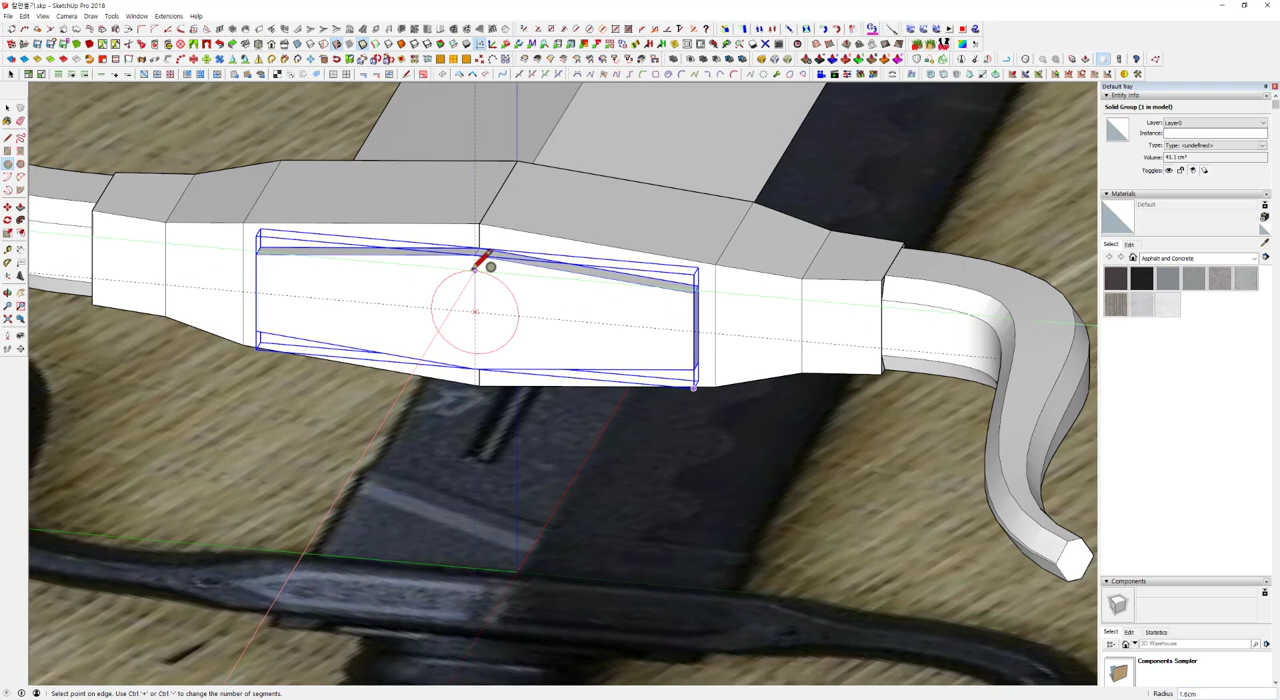 칼만들기.skp - SketchUp Pro 2018
File Edit View Camera Draw Tools Window Extensions Help
Default Tray
Entity Info
Solid Group (1 in model)
Layer: Layer0
Instance:
Type: Type: <undefined>
Volume: 41.1 cm³
Toggles:
Materials
Default
Select Edit
Asphalt and Concrete
Components
Select Edit Statistics
3D Warehouse
Components Sampler
Select point on edge. Use Ctrl '+' or Ctrl '-' to change the number of segments.
Radius 1.6cm